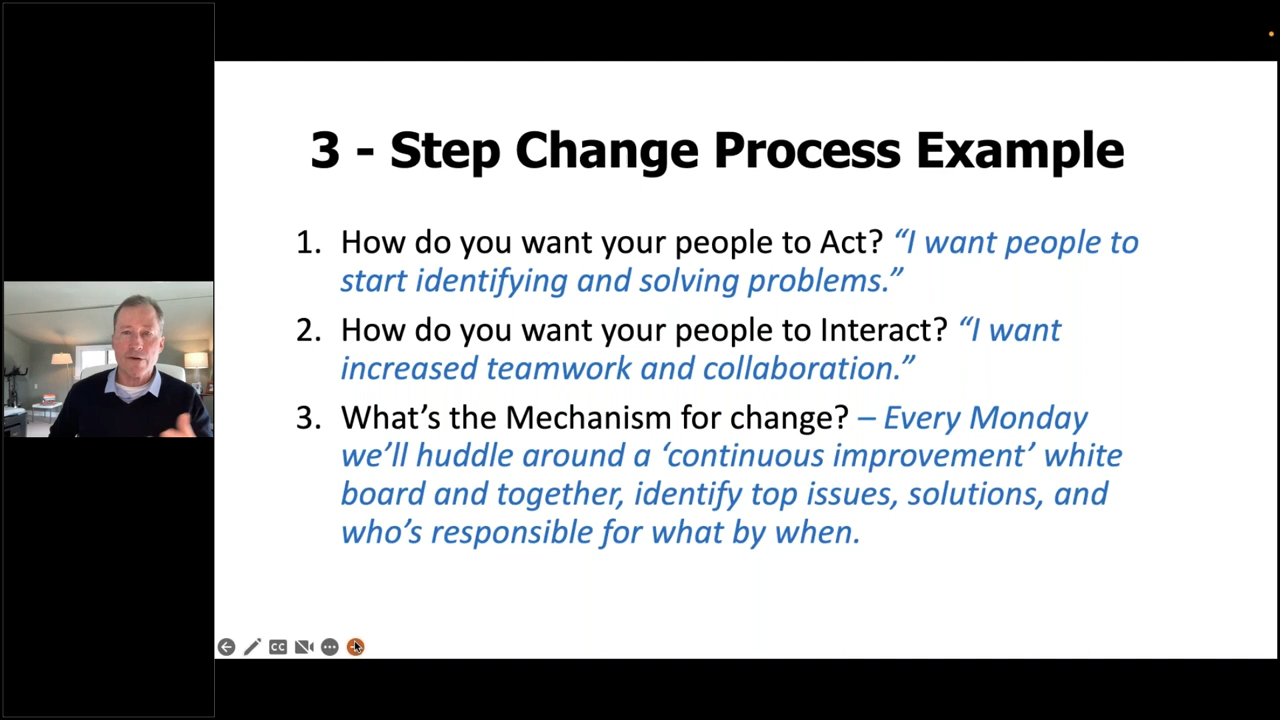 3 - Step Change Process Example
1. How do you want your people to Act? “I want people to
start identifying and solving problems.”
2. How do you want your people to Interact? “I want
increased teamwork and collaboration.”
3. What’s the Mechanism for change? – Every Monday
we’ll huddle around a ‘continuous improvement’ white
board and together, identify top issues, solutions, and
who’s responsible for what by when.
CC